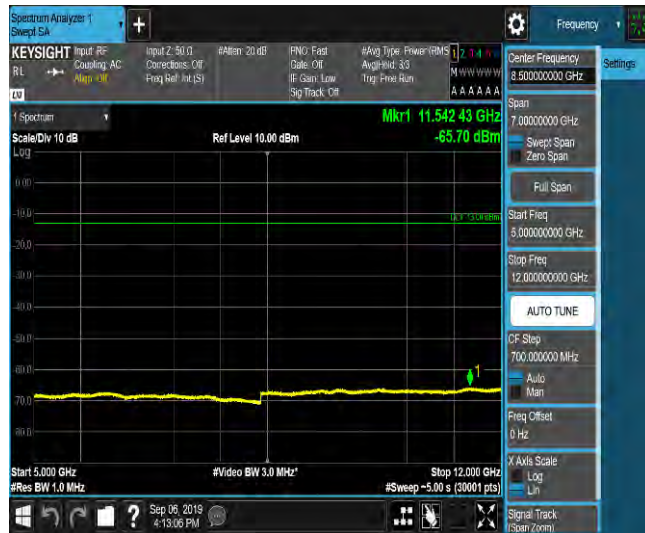 Spectrum Analyzer 1
Swept SA
+
Frequency
KEYSIGHT
Input: RF
Coupling: AC
Align: Off
Input Z: 50 Ω
Corrections: Off
Freq Ref: Int (S)
#Atten: 20 dB
PNO: Fast
Gate: Off
IF Gain: Low
Sig Track: Off
#Avg Type: Power (RMS
Avg|Hold: 3/3
Trig: Free Run
M W W W W W
A A A A A A
RL
LV
1 Spectrum
Mkr1 11.542 43 GHz
Scale/Div 10 dB
Ref Level 10.00 dBm
-65.70 dBm
Log
0.00
-10.0
-20.0
-30.0
-40.0
-50.0
-60.0
1
-70.0
-80.0
Start 5.000 GHz
#Video BW 3.0 MHz*
Stop 12.000 GHz
#Res BW 1.0 MHz
#Sweep ~5.00 s (30001 pts)
?
Sep 06, 2019
4:13:06 PM
Center Frequency
8.50000000 GHz
Settings
Span
7.00000000 GHz
Swept Span
Zero Span
Full Span
Start Freq
5.000000000 GHz
Stop Freq
12.000000000 GHz
AUTO TUNE
CF Step
700.000000 MHz
Auto
Man
Freq Offset
0 Hz
X Axis Scale
Log
Lin
Signal Track
(Span Zoom)